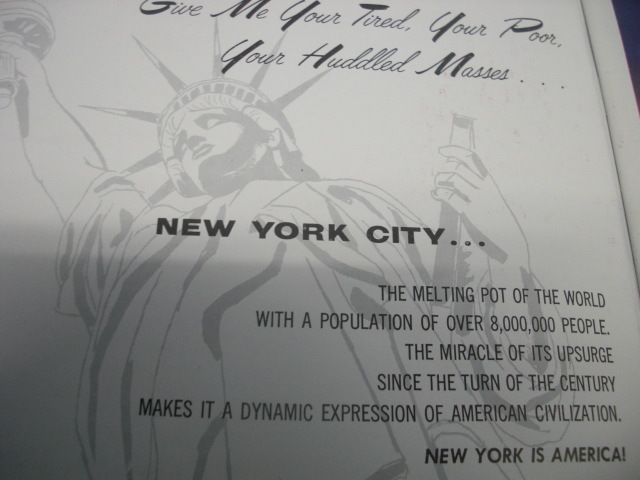 Give Me Your Tired, Your Poor,
Your Huddled Masses . . . .
NEW YORK CITY...
THE MELTING POT OF THE WORLD
WITH A POPULATION OF OVER 8,000,000 PEOPLE.
THE MIRACLE OF ITS UPSURGE
SINCE THE TURN OF THE CENTURY
MAKES IT A DYNAMIC EXPRESSION OF AMERICAN CIVILIZATION.
NEW YORK IS AMERICA!